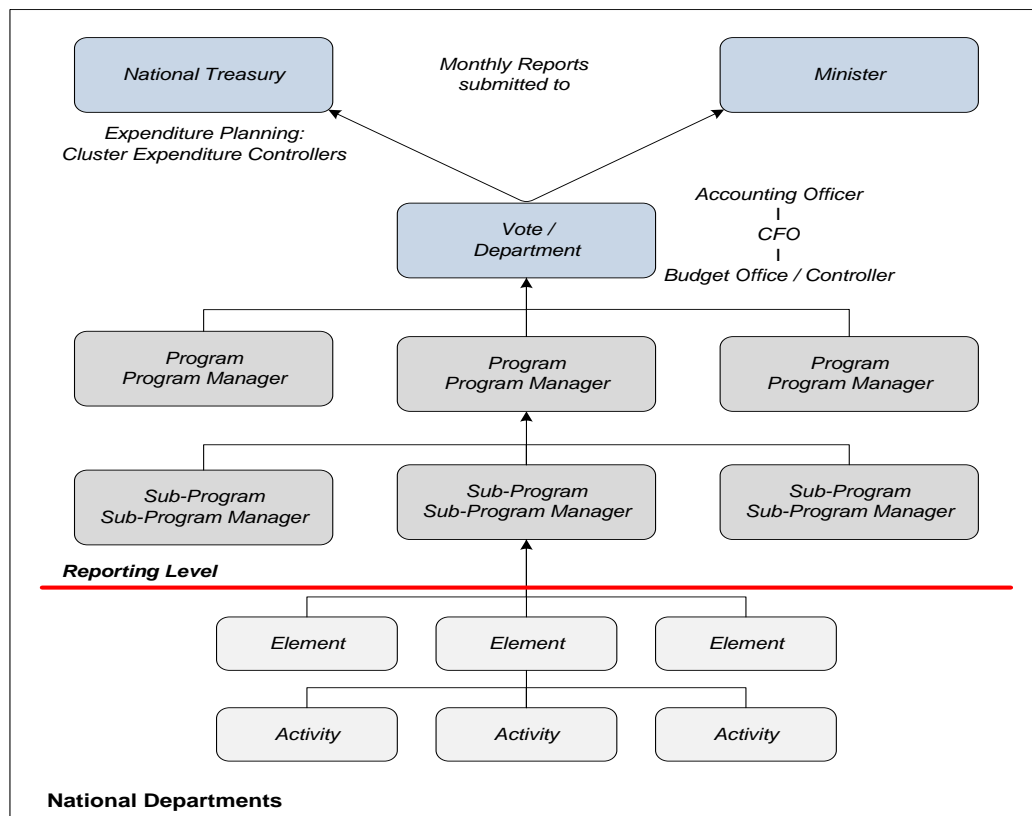 National Treasury
Monthly Reports
submitted to
Minister
Expenditure Planning:
Cluster Expenditure Controllers
Vote /
Department
Accounting Officer
CFO
Budget Office / Controller
Program
Program Manager
Program
Program Manager
Program
Program Manager
Sub-Program
Sub-Program Manager
Sub-Program
Sub-Program Manager
Sub-Program
Sub-Program Manager
Reporting Level
Element
Element
Element
Activity
Activity
Activity
National Departments